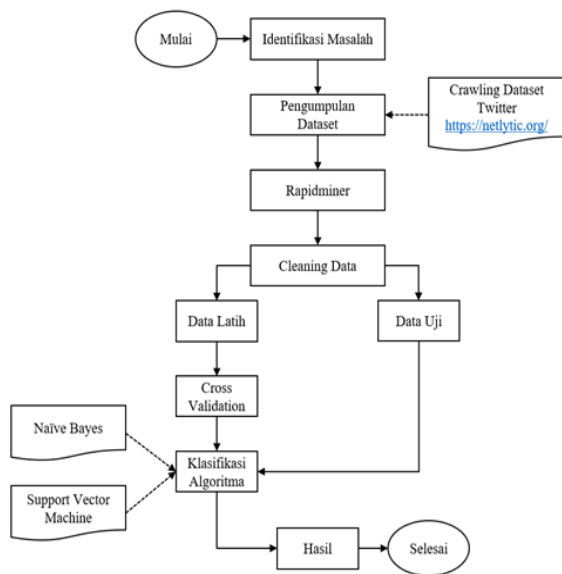 Mulai
Identifikasi Masalah
Pengumpulan
Dataset
Crawling Dataset
Twitter
https://netlytic.org/
Rapidminer
Cleaning Data
Data Latih
Data Uji
Cross
Validation
Naïve Bayes
Klasifikasi
Algoritma
Support Vector
Machine
Hasil
Selesai